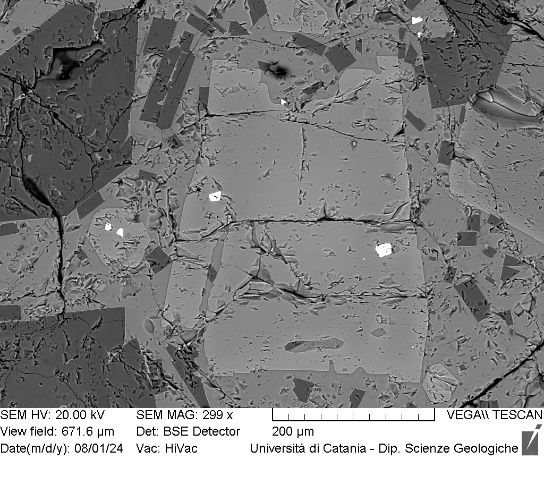 SEM HV: 20.00 kV SEM MAG: 299 x VEGA\\ TESCAN
View field: 671.6 µm Det: BSE Detector 200 µm
Date(m/d/y): 08/01/24 Vac: HiVac Università di Catania - Dip. Scienze Geologiche